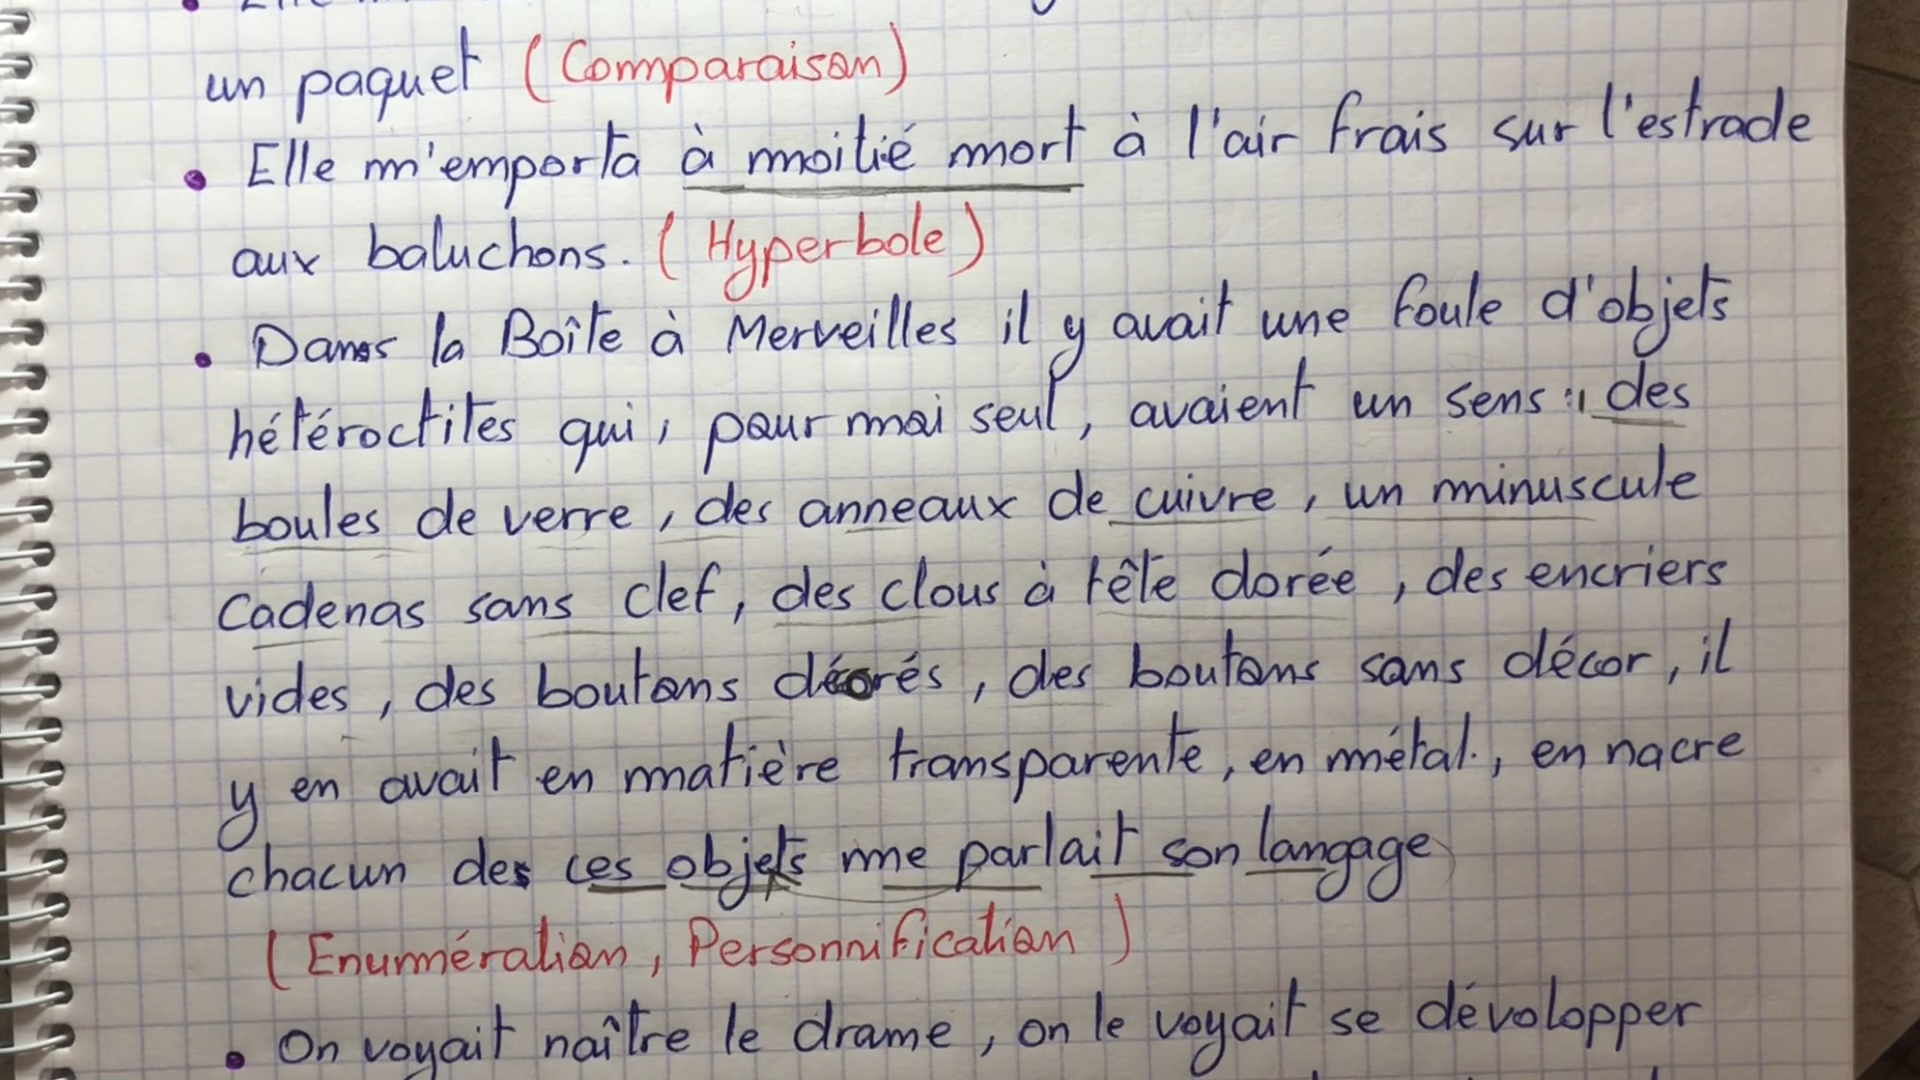 un paquet (Comparaison)
• Elle m'emporta à moitié mort à l'air frais sur l'estrade
aux baluchons. (Hyperbole)
• Dans la Boîte à Merveilles il y avait une foule d'objets
hétéroctites qui, pour moi seul, avaient un sens : des
boules de verre, des anneaux de cuivre, un minuscule
Cadenas sans clef, des clous à tête dorée, des encriers
vides, des boutons décorés, des boutons sans décor, il
y en avait en matière transparente, en métal, en nacre
chacun des ces objets me parlait son langage
(Enumération, Personnification)
• On voyait naître le drame, on le voyait se dévolopper